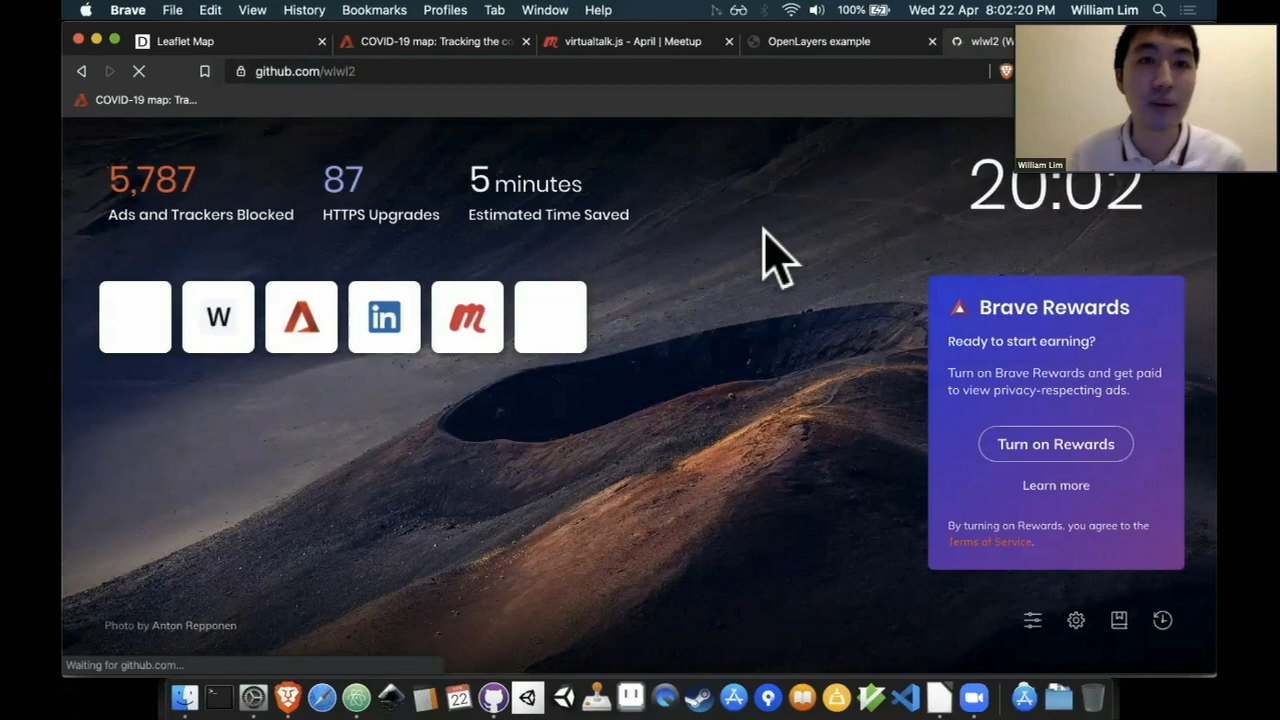 Brave File Edit View History Bookmarks Profiles Tab Window Help 100% Wed 22 Apr 8:02:20 PM William Lim
D Leaflet Map COVID-19 map: Tracking the co virtualtalk.js - April | Meetup OpenLayers example wlwl2 (W
github.com/wlwl2
COVID-19 map: Tra...
William Lim
5,787 87 5 minutes 20:02
Ads and Trackers Blocked HTTPS Upgrades Estimated Time Saved
W in m
Brave Rewards
Ready to start earning?
Turn on Brave Rewards and get paid
to view privacy-respecting ads.
Turn on Rewards
Learn more
By turning on Rewards, you agree to the
Terms of Service.
Photo by Anton Repponen
Waiting for github.com...
22